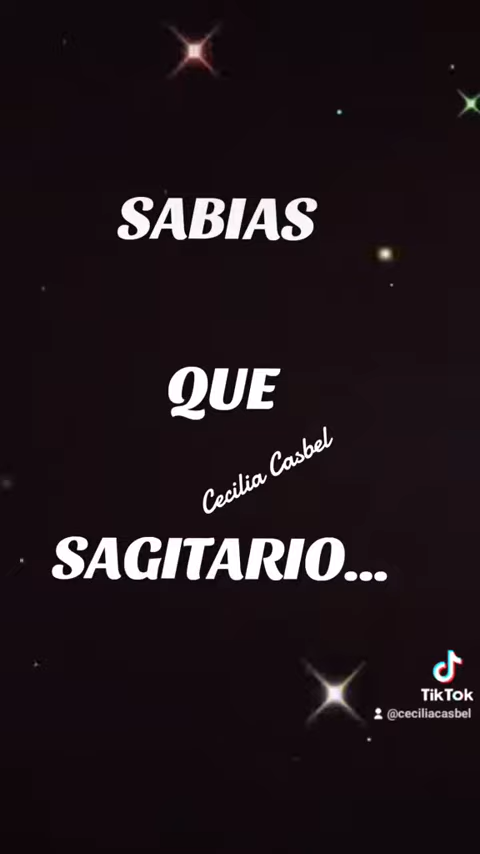 SABIAS
QUE
Cecilia Casbel
SAGITARIO...
TikTok
@ceciliacasbel